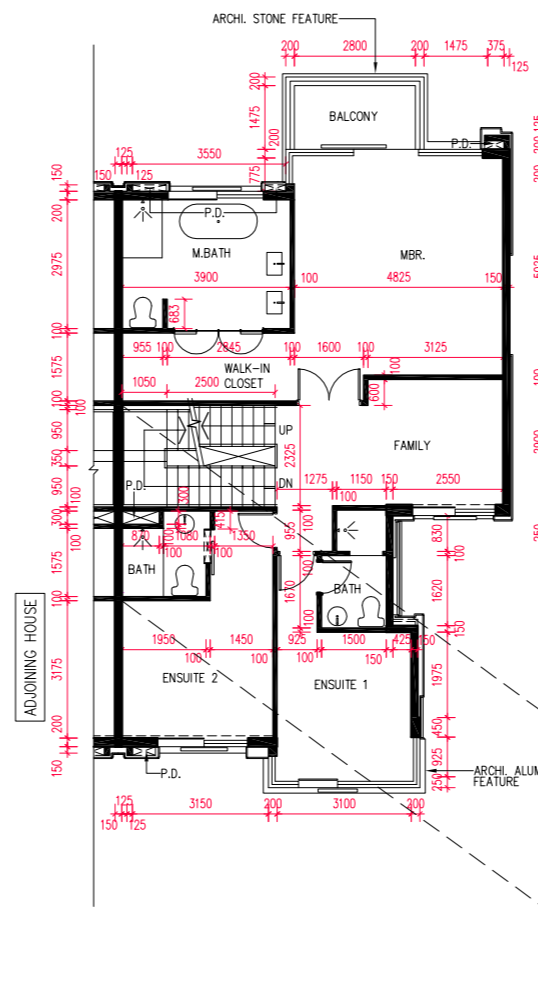 ARCHI. STONE FEATURE
200 2800 200 1475 375
125
200
1475
200
775
BALCONY
P.D.
125 3550
150 125
150
200
2975
100
1575
100
950
350
950
300
1575
100
3175
200
150
P.D.
M.BATH
MBR.
3900 100 4825 150
683
955 100 2845 100 1600 100 3125
WALK-IN
CLOSET
1050 2500
100
600
100
UP
2325
FAMILY
DN
1275 1150 150 2550
100
100
P.D.
300
415
100
955
100
830
100
870 1080 1350
100 100
100
BATH
100
1670
BATH
1620
100
150
1950 1450 925 1500 425 150
100 100 100 150
ENSUITE 2
ENSUITE 1
1975
450
925
250
ADJOINING HOUSE
P.D.
ARCHI. ALUM
FEATURE
125
3150 200 3100 200
150 125